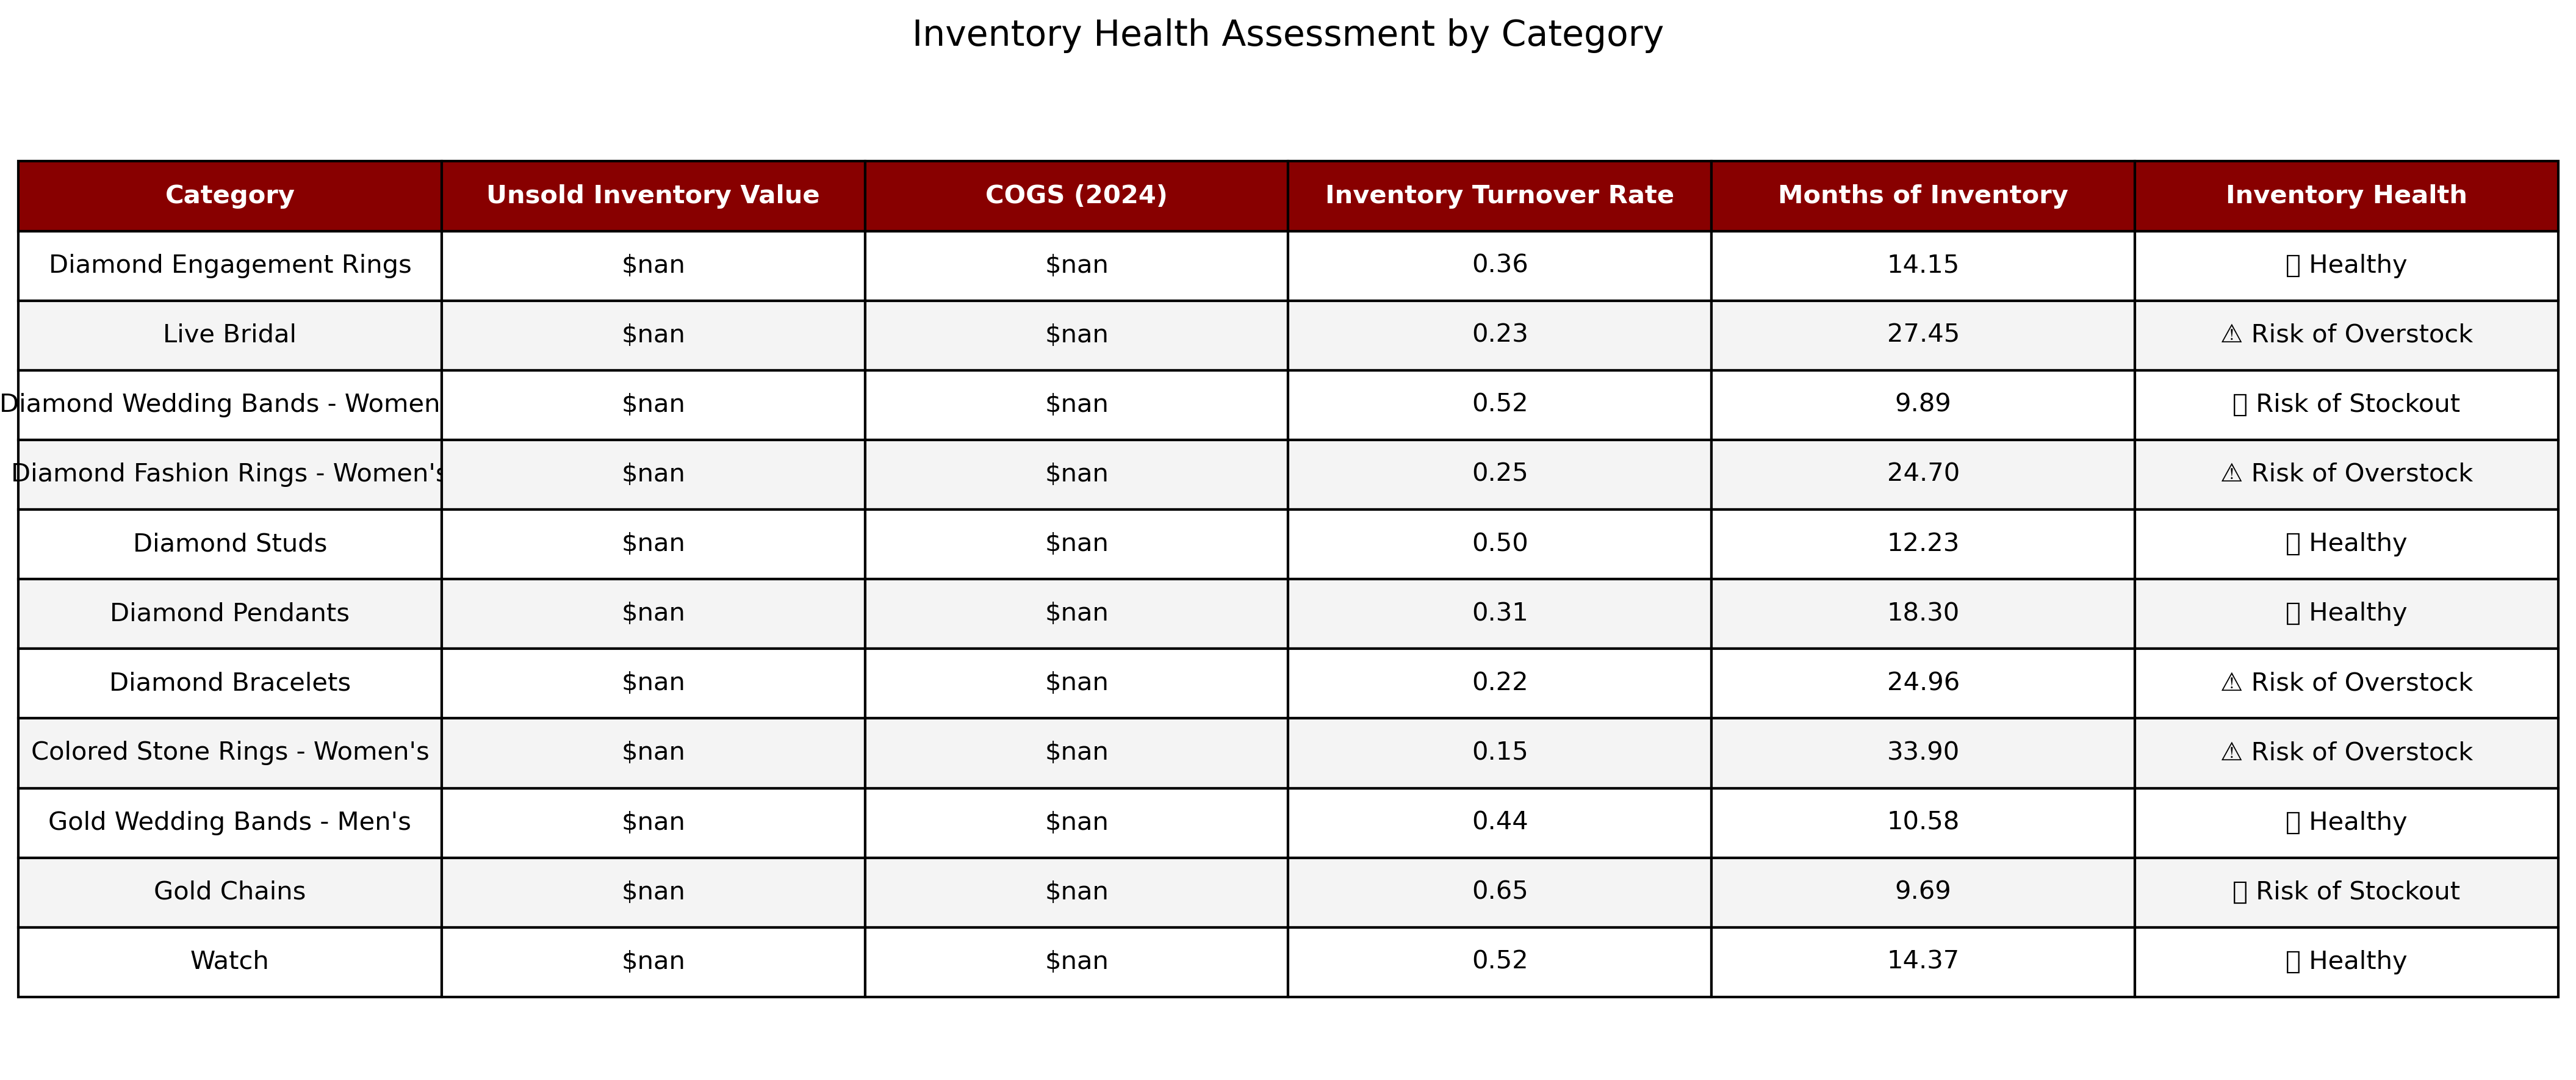 Inventory Health Assessment by Category
Category Unsold Inventory Value COGS (2024) Inventory Turnover Rate Months of Inventory Inventory Health
Diamond Engagement Rings $nan $nan 0.36 14.15 ▯ Healthy
Live Bridal $nan $nan 0.23 27.45 ⚠ Risk of Overstock
Diamond Wedding Bands - Women $nan $nan 0.52 9.89 ▯ Risk of Stockout
Diamond Fashion Rings - Women's $nan $nan 0.25 24.70 ⚠ Risk of Overstock
Diamond Studs $nan $nan 0.50 12.23 ▯ Healthy
Diamond Pendants $nan $nan 0.31 18.30 ▯ Healthy
Diamond Bracelets $nan $nan 0.22 24.96 ⚠ Risk of Overstock
Colored Stone Rings - Women's $nan $nan 0.15 33.90 ⚠ Risk of Overstock
Gold Wedding Bands - Men's $nan $nan 0.44 10.58 ▯ Healthy
Gold Chains $nan $nan 0.65 9.69 ▯ Risk of Stockout
Watch $nan $nan 0.52 14.37 ▯ Healthy